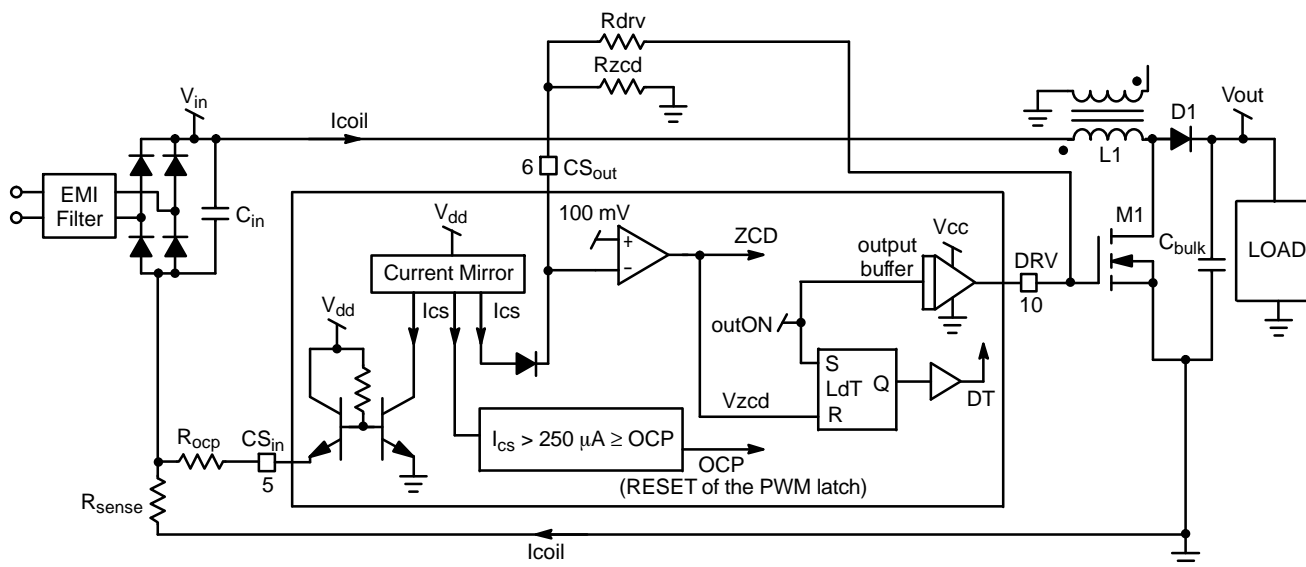 Rdrv
Rzcd
Vin
Icoil
Vout
D1
L1
6
CSout
EMI
Filter
Cin
Vdd
100 mV
+
−
ZCD
Vcc
output
buffer
DRV
10
M1
Cbulk
LOAD
Current Mirror
Vdd
Ics
Ics
outON
S
LdT
Q
R
DT
Vzcd
Rocp
CSin
5
Ics > 250 μA ≥ OCP
OCP
(RESET of the PWM latch)
Rsense
Icoil